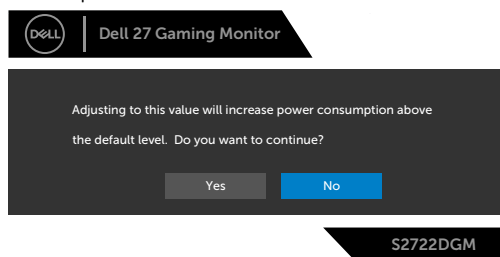 DELL
Dell 27 Gaming Monitor
Adjusting to this value will increase power consumption above
the default level. Do you want to continue?
Yes
No
S2722DGM